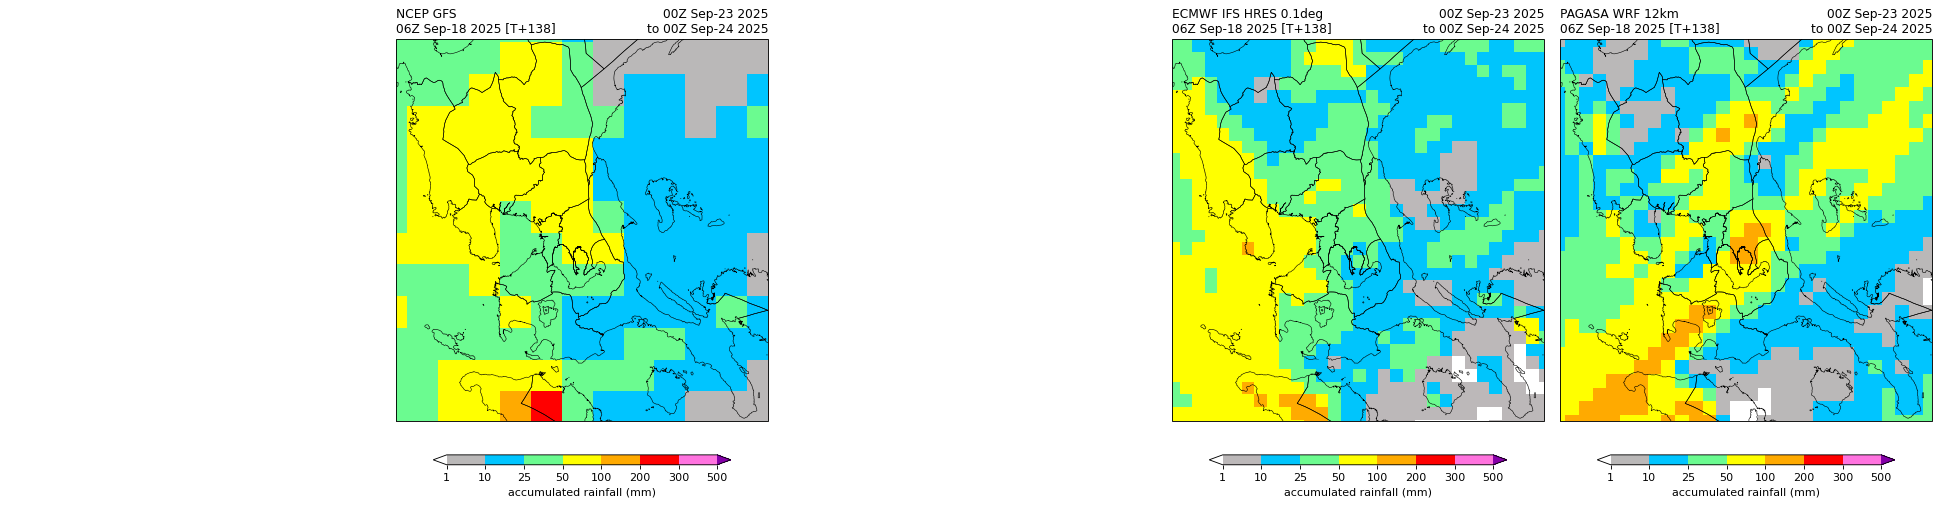 NCEP GFS 00Z Sep-23 2025
06Z Sep-18 2025 [T+138] to 00Z Sep-24 2025
1 10 25 50 100 200 300 500
accumulated rainfall (mm)
ECMWF IFS HRES 0.1deg 00Z Sep-23 2025
06Z Sep-18 2025 [T+138] to 00Z Sep-24 2025
1 10 25 50 100 200 300 500
accumulated rainfall (mm)
PAGASA WRF 12km 00Z Sep-23 2025
06Z Sep-18 2025 [T+138] to 00Z Sep-24 2025
1 10 25 50 100 200 300 500
accumulated rainfall (mm)